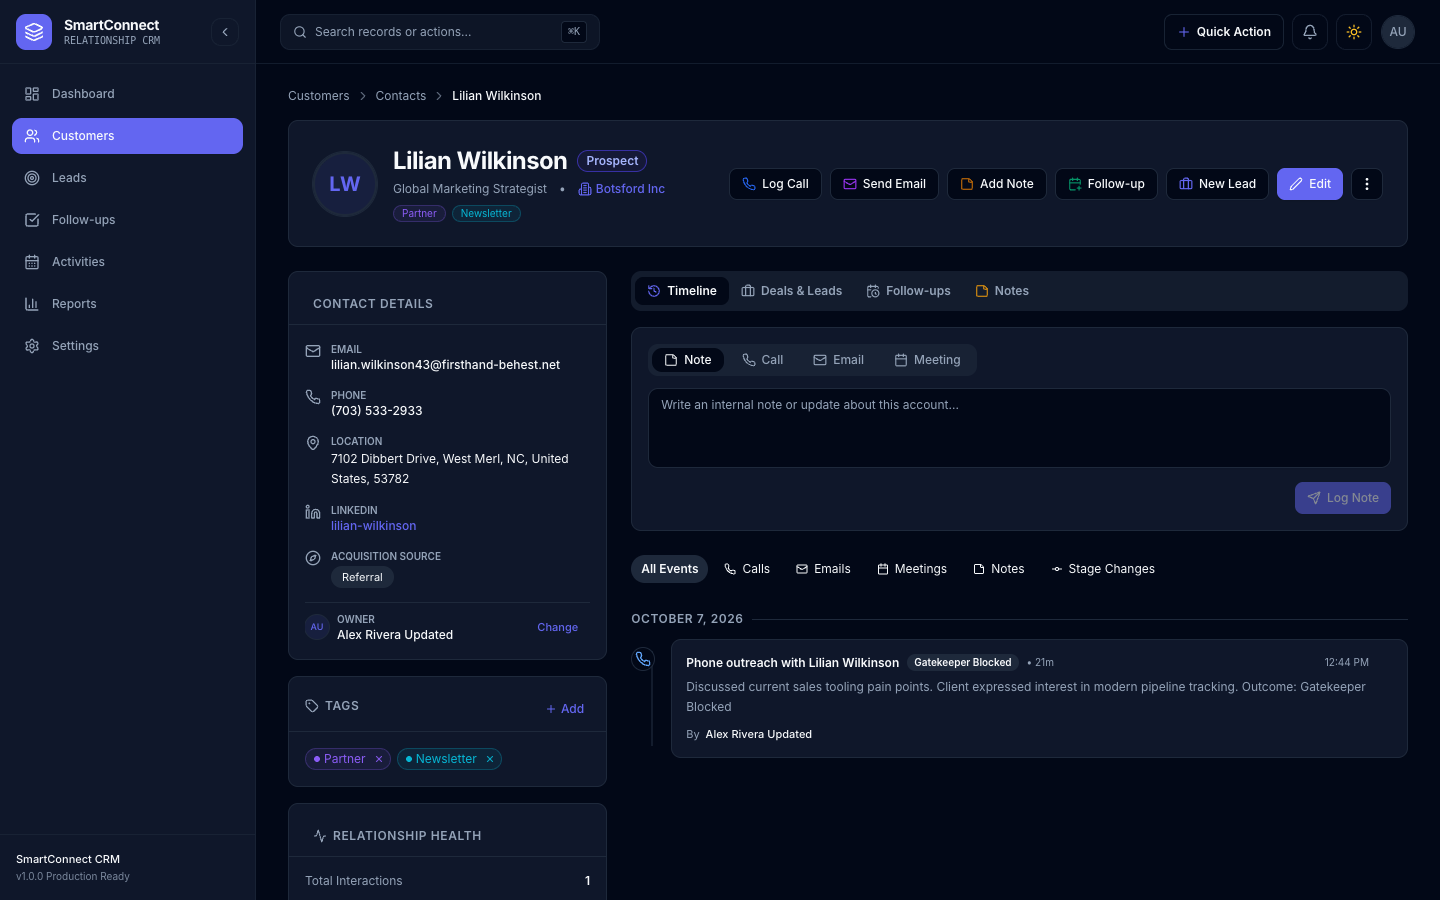 SmartConnect
RELATIONSHIP CRM
Search records or actions...
⌘K
Quick Action
AU
Dashboard
Customers
Leads
Follow-ups
Activities
Reports
Settings
SmartConnect CRM
v1.0.0 Production Ready
Customers > Contacts > Lilian Wilkinson
LW
Lilian Wilkinson Prospect
Global Marketing Strategist • Botsford Inc
Partner Newsletter
Log Call Send Email Add Note Follow-up New Lead Edit
CONTACT DETAILS
EMAIL
lilian.wilkinson43@firsthand-behest.net
PHONE
(703) 533-2933
LOCATION
7102 Dibbert Drive, West Merl, NC, United
States, 53782
LINKEDIN
lilian-wilkinson
ACQUISITION SOURCE
Referral
AU
OWNER
Alex Rivera Updated
Change
TAGS
+ Add
Partner × Newsletter ×
RELATIONSHIP HEALTH
Total Interactions 1
Timeline Deals & Leads Follow-ups Notes
Note Call Email Meeting
Write an internal note or update about this account...
Log Note
All Events Calls Emails Meetings Notes Stage Changes
OCTOBER 7, 2026
Phone outreach with Lilian Wilkinson Gatekeeper Blocked • 21m 12:44 PM
Discussed current sales tooling pain points. Client expressed interest in modern pipeline tracking. Outcome: Gatekeeper
Blocked
By Alex Rivera Updated